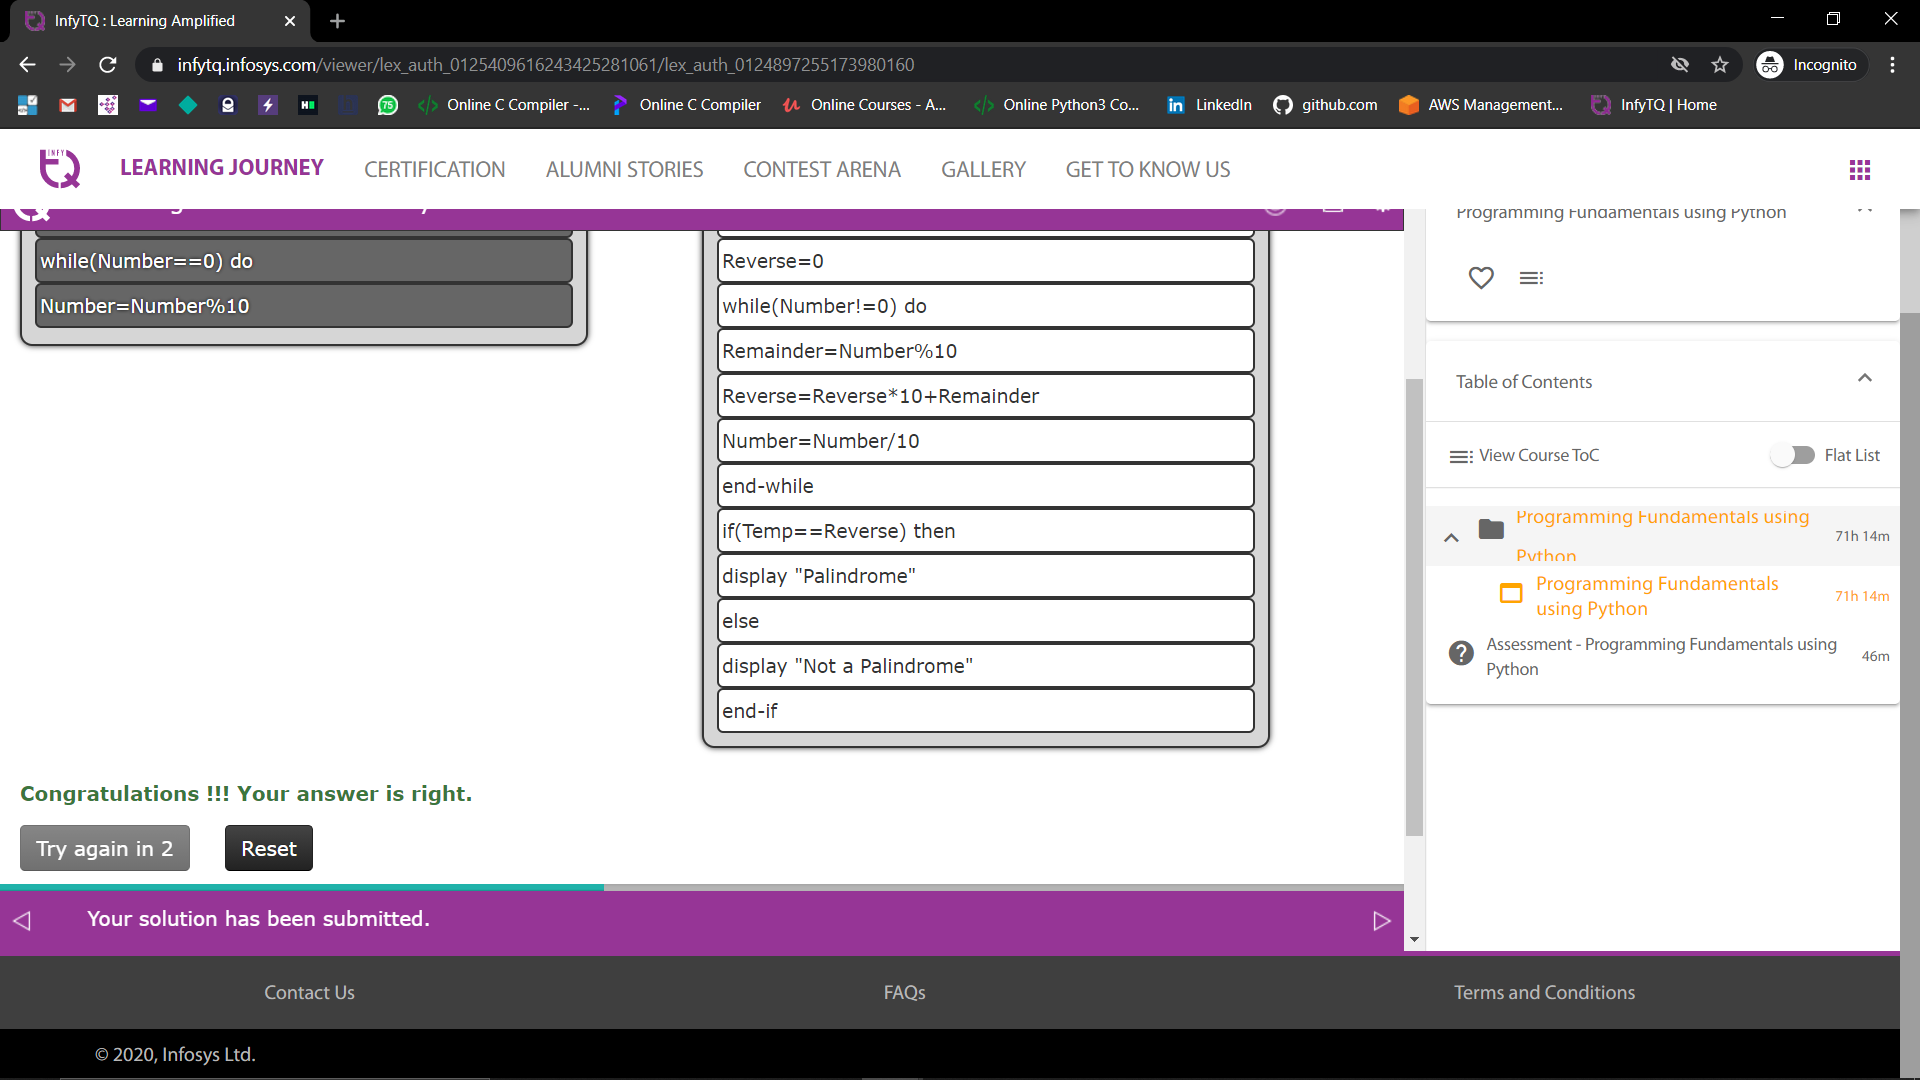 InfyTQ : Learning Amplified
infytq.infosys.com/viewer/lex_auth_0125409616243425281061/lex_auth_0124897255173980160
Incognito
75
Online C Compiler -...
Online C Compiler
Online Courses - A...
Online Python3 Co...
LinkedIn
github.com
AWS Management...
InfyTQ | Home
LEARNING JOURNEY
CERTIFICATION
ALUMNI STORIES
CONTEST ARENA
GALLERY
GET TO KNOW US
while(Number==0) do
Number=Number%10
Reverse=0
while(Number!=0) do
Remainder=Number%10
Reverse=Reverse*10+Remainder
Number=Number/10
end-while
if(Temp==Reverse) then
display "Palindrome"
else
display "Not a Palindrome"
end-if
Congratulations !!! Your answer is right.
Try again in 2
Reset
Your solution has been submitted.
Programming Fundamentals using Python
Table of Contents
View Course ToC
Flat List
Programming Fundamentals using
Python
71h 14m
Programming Fundamentals
using Python
71h 14m
Assessment - Programming Fundamentals using
Python
46m
Contact Us
FAQs
Terms and Conditions
© 2020, Infosys Ltd.